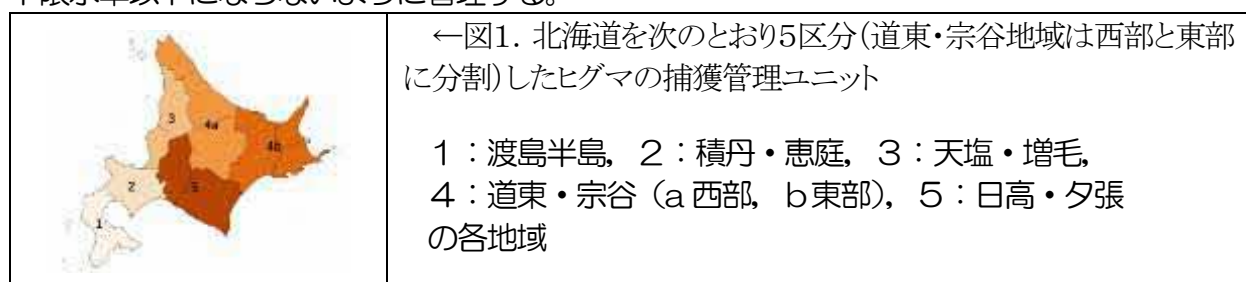 下限水準以下にならないように管理する。
←図1. 北海道を次のとおり5区分(道東・宗谷地域は西部と東部
に分割)したヒグマの捕獲管理ユニット
1:渡島半島, 2:積丹・恵庭, 3:天塩・増毛,
4:道東・宗谷(a西部, b東部), 5:日高・夕張
の各地域
3
4a
4b
2
5
1